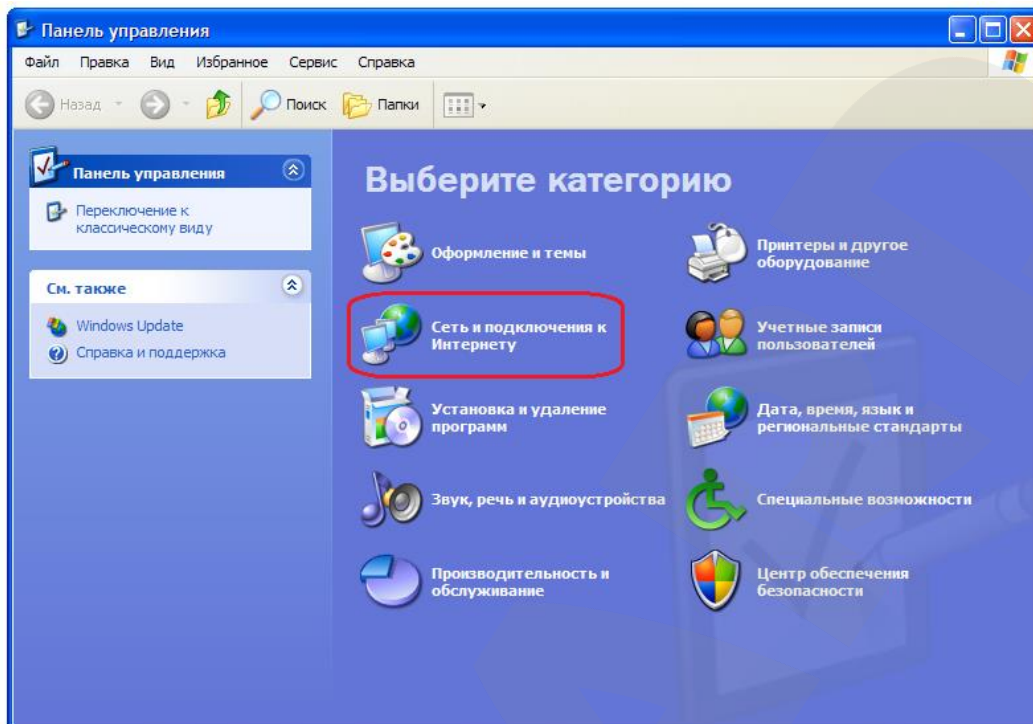 Панель управления
Файл Правка Вид Избранное Сервис Справка
Назад Поиск Папки
Панель управления
Переключение к
классическому виду
См. также
Windows Update
Справка и поддержка
Выберите категорию
Оформление и темы
Принтеры и другое
оборудование
Сеть и подключения к
Интернету
Учетные записи
пользователей
Установка и удаление
программ
Дата, время, язык и
региональные стандарты
Звук, речь и аудиоустройства
Специальные возможности
Производительность и
обслуживание
Центр обеспечения
безопасности